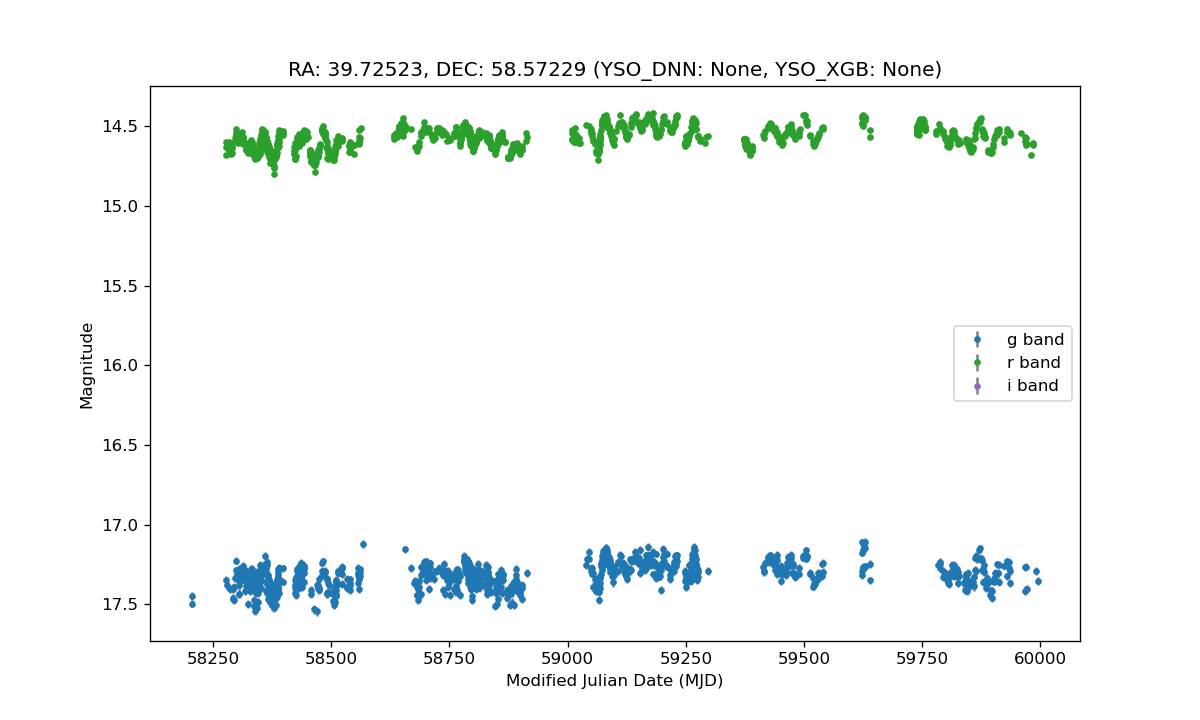 RA: 39.72523, DEC: 58.57229 (YSO_DNN: None, YSO_XGB: None)
14.5
15.0
15.5
16.0
16.5
17.0
17.5
Magnitude
g band
r band
i band
58250 58500 58750 59000 59250 59500 59750 60000
Modified Julian Date (MJD)